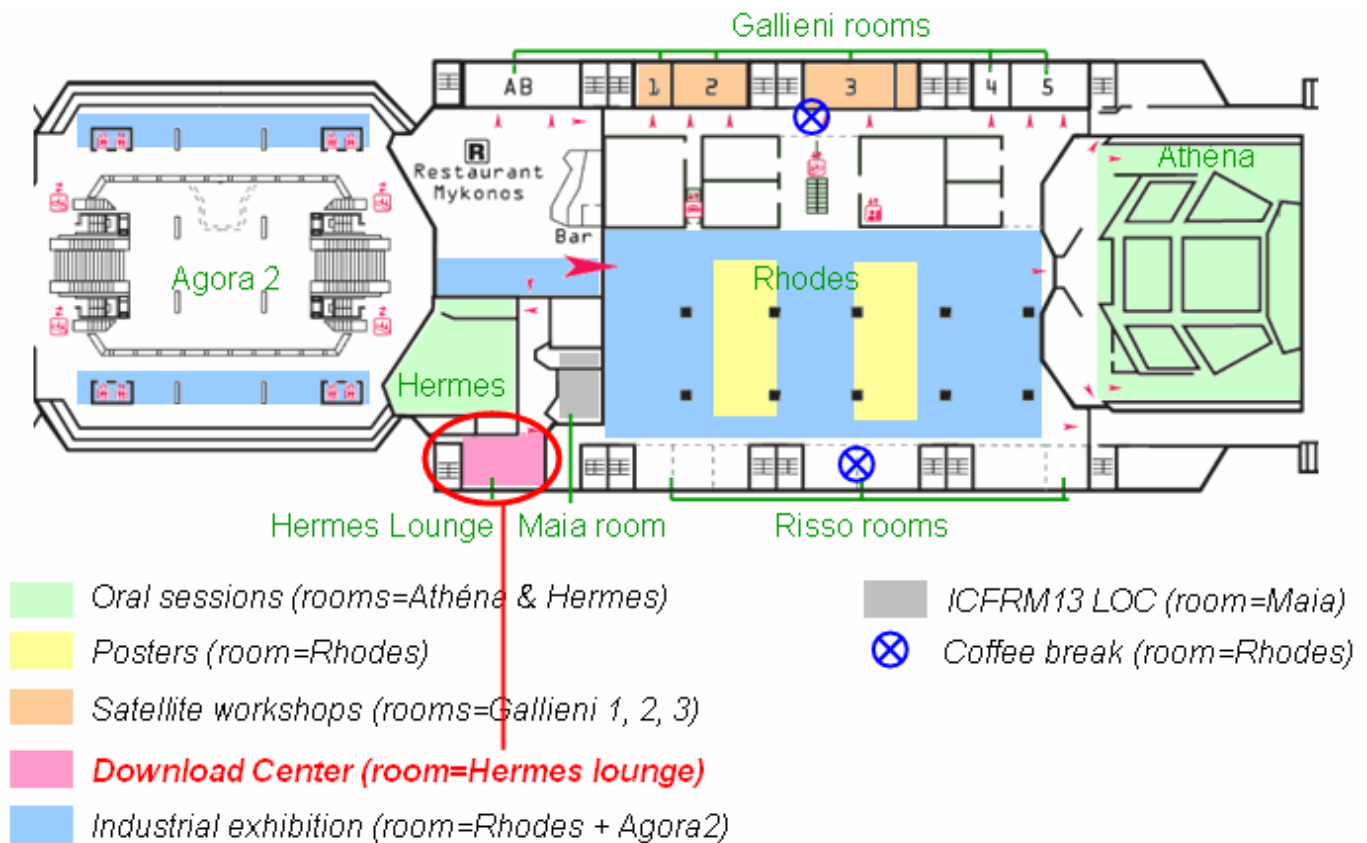 Gallieni rooms
AB
1
2
3
4
5
R
Restaurant
Mykonos
Bar
Athéna
Agora 2
Rhodes
Hermes
Hermes Lounge
Maia room
Risso rooms
Oral sessions (rooms=Athéna & Hermes)
Posters (room=Rhodes)
Satellite workshops (rooms=Gallieni 1, 2, 3)
Download Center (room=Hermes lounge)
Industrial exhibition (room=Rhodes + Agora2)
ICFRM13 LOC (room=Maia)
Coffee break (room=Rhodes)